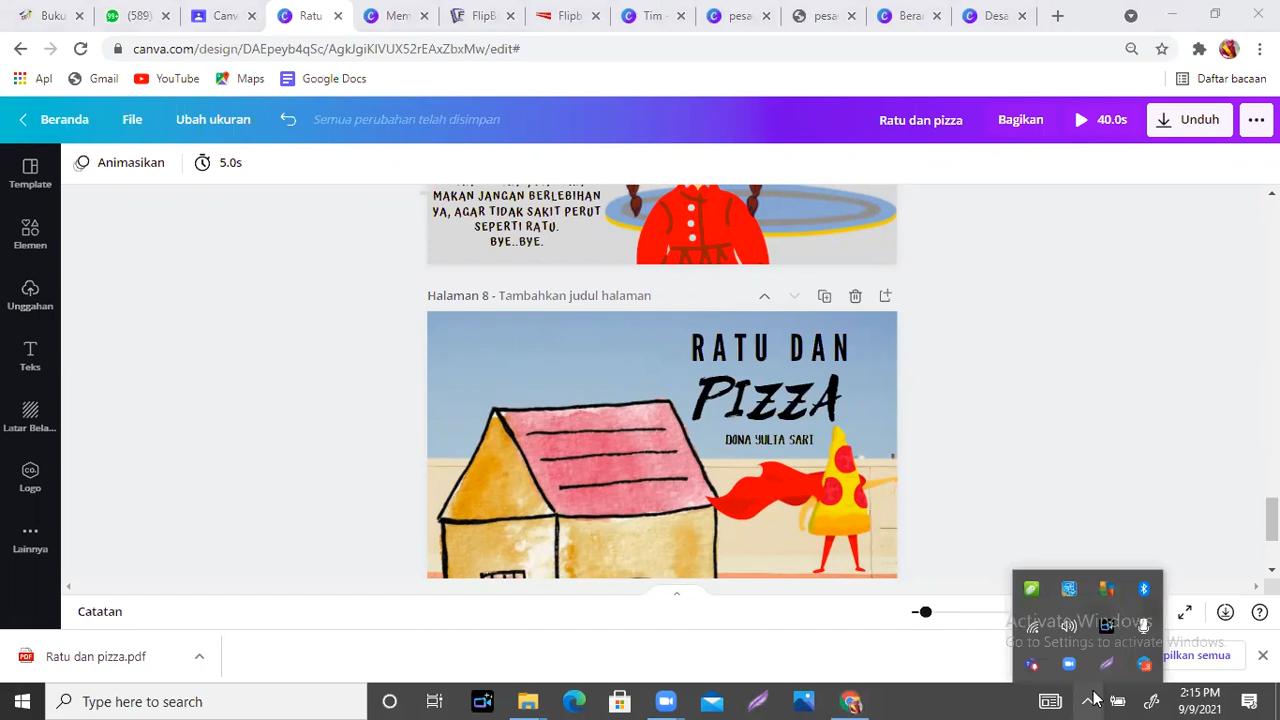 Buku
(589)
Canv
Ratu
Mem
FlipB
Flipb
Tim -
pesa
pesa
Bera
Desa
canva.com/design/DAEpeyb4qSc/AgkJgiKIVUX52rEAxZbxMw/edit#
Apl
Gmail
YouTube
Maps
Google Docs
Daftar bacaan
Beranda
File
Ubah ukuran
Semua perubahan telah disimpan
Ratu dan pizza
Bagikan
40.0s
Unduh
Animasikan
5.0s
Template
Elemen
Unggahan
Teks
Latar Bela...
CO.
Logo
Lainnya
MAKAN JANGAN BERLEBIHAN
YA, AGAR TIDAK SAKIT PERUT
SEPERTI RATU.
BYE..BYE.
Halaman 8 - Tambahkan judul halaman
RATU DAN
PIZZA
DONA YULTA SARI
Catatan
Activate Windows
Go to Settings to activate Windows.
Ratu dan pizza.pdf
pilkan semua
Type here to search
2:15 PM
9/9/2021